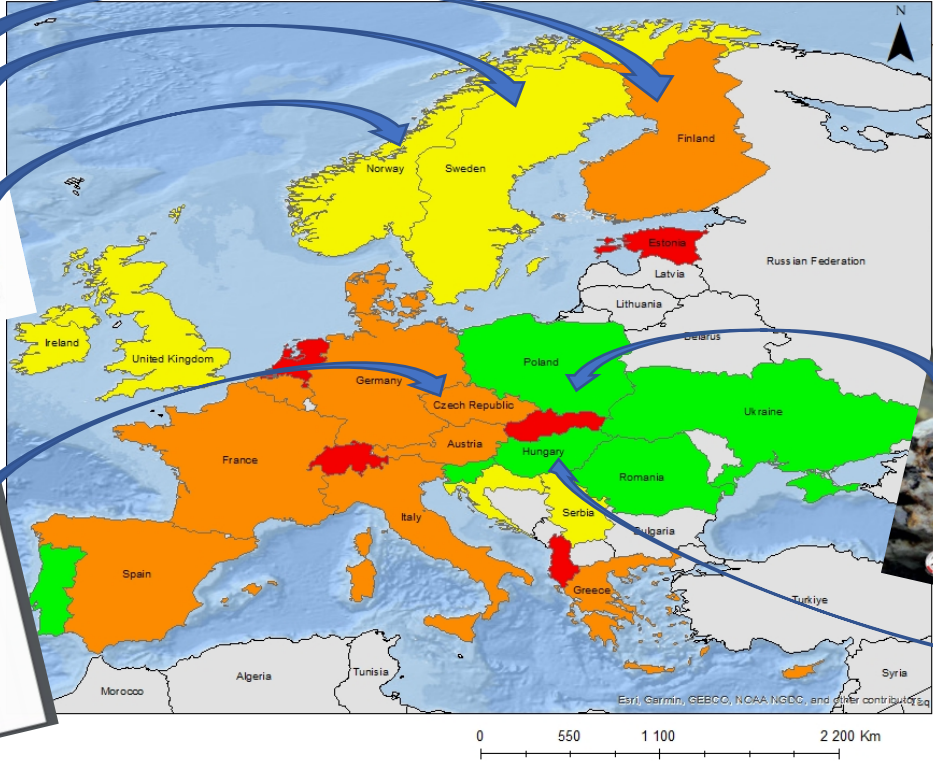 N
Finland
Norway
Sweden
Estonia
Russian Federation
Latvia
Lithuania
Belarus
Ireland
United Kingdom
Poland
Germany
Czech Republic
Ukraine
Austria
France
Hungary
Romania
Serbia
Italy
Bulgaria
Spain
Greece
Turkiye
Tunisia
Syria
Algeria
Morocco
Esri, Garmin, GEBCO, NOAA NGDC, and other contributors
0 550 1 100 2 200 Km